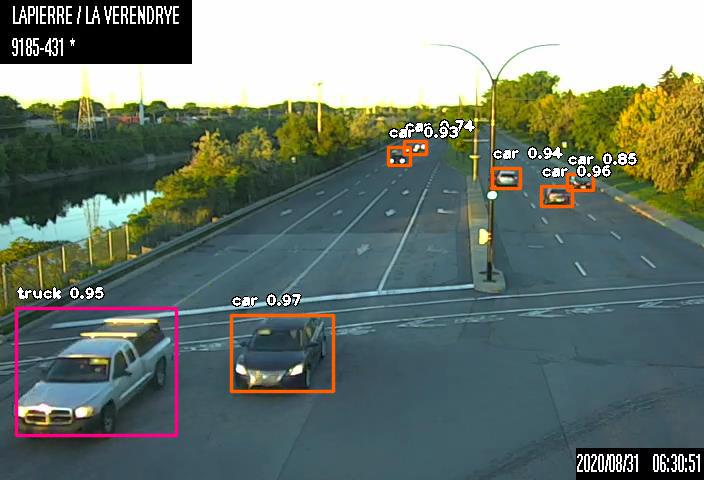 LAPIERRE / LA VERENDRYE
9185-431 *
car 0.74
car 0.93
car 0.94
car 0.85
car 0.96
truck 0.95
car 0.97
2020/08/31 06:30:51